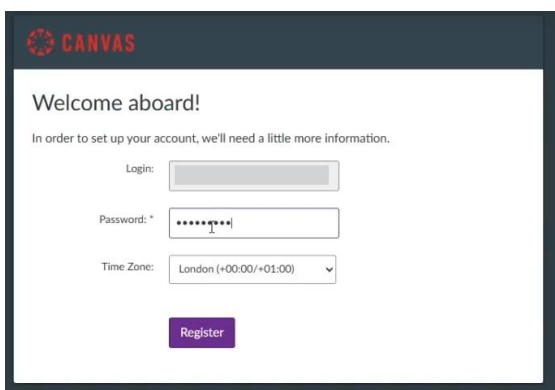 CANVAS
Welcome aboard!
In order to set up your account, we'll need a little more information.
Login:
Password: *
•••••••••
Time Zone:
London (+00:00/+01:00)
Register